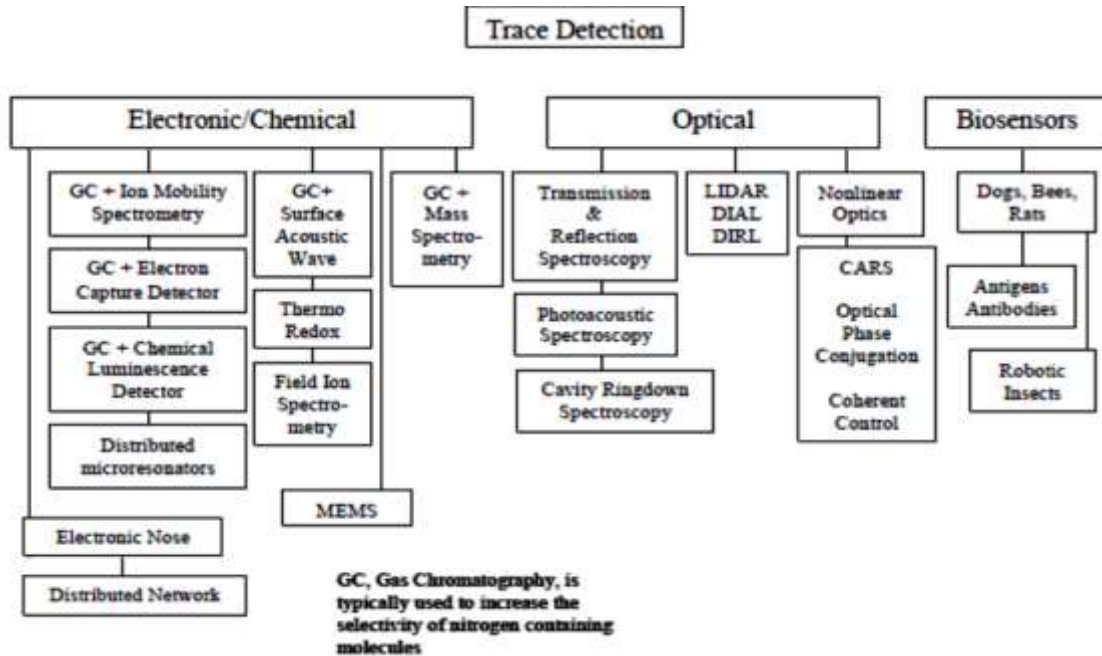 Trace Detection
Electronic/Chemical
Optical
Biosensors
GC + Ion Mobility
Spectrometry
GC + Electron
Capture Detector
GC + Chemical
Luminescence
Detector
Distributed
microresonators
Electronic Nose
Distributed Network
GC+
Surface
Acoustic
Wave
Thermo
Redox
Field Ion
Spectro-
metry
MEMS
GC +
Mass
Spectro-
metry
Transmission
&
Reflection
Spectroscopy
Photoacoustic
Spectroscopy
Cavity Ringdown
Spectroscopy
LIDAR
DIAL
DIRL
Nonlinear
Optics
CARS
Optical
Phase
Conjugation
Coherent
Control
Dogs, Bees,
Rats
Antigens
Antibodies
Robotic
Insects
GC, Gas Chromatography, is
typically used to increase the
selectivity of nitrogen containing
molecules